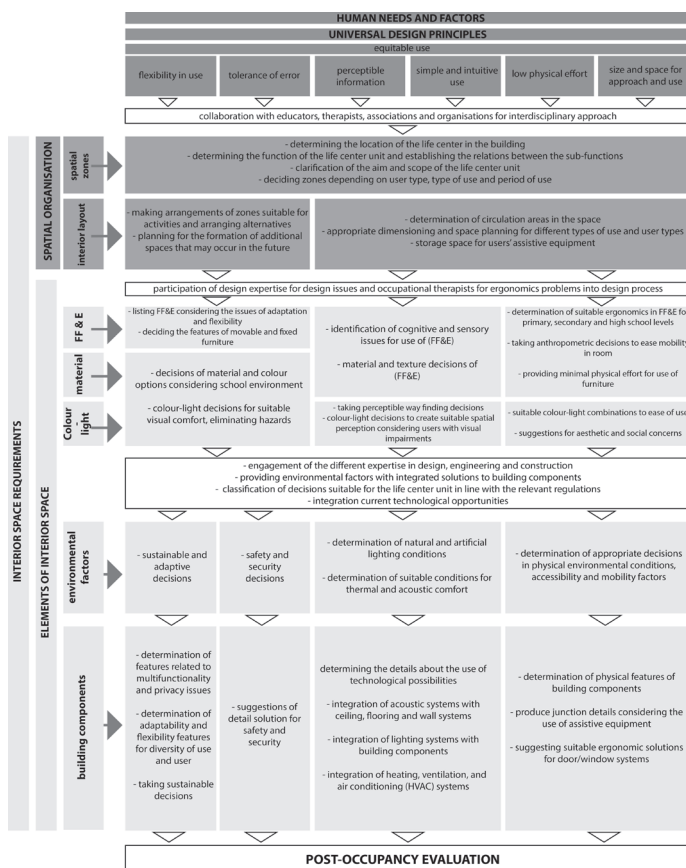 HUMAN NEEDS AND FACTORS
UNIVERSAL DESIGN PRINCIPLES
equitable use
flexibility in use
tolerance of error
perceptible
information
simple and intuitive
use
low physical effort
size and space for
approach and use
collaboration with educators, therapists, associations and organisations for interdisciplinary approach
INTERIOR SPACE REQUIREMENTS
SPATIAL ORGANISATION
spatial
zones
- determining the location of the life center in the building
- determining the function of the life center unit and establishing the relations between the sub-functions
- clarification of the aim and scope of the life center unit
- deciding zones depending on user type, type of use and period of use
interior layout
- making arrangements of zones suitable for
activities and arranging alternatives
- planning for the formation of additional
spaces that may occur in the future
- determination of circulation areas in the space
- appropriate dimensioning and space planning for different types of use and user types
- storage space for users' assistive equipment
participation of design expertise for design issues and occupational therapists for ergonomics problems into design process
ELEMENTS OF INTERIOR SPACE
FF & E
- listing FF&E considering the issues of adaptation
and flexibility
- deciding the features of movable and fixed
furniture
- identification of cognitive and sensory
issues for use of (FF&E)
- material and texture decisions of
(FF&E)
- determination of suitable ergonomics in FF&E fo
primary, secondary and high school levels
- taking anthropometric decisions to ease mobility
in room
- providing minimal physical effort for use of
furniture
material
- decisions of material and colour
options considering school environment
- colour-light decisions for suitable
visual comfort, eliminating hazards
Colour
-
light
- taking perceptible way finding decisions
- colour-light decisions to create suitable spatial
perception considering users with visual
impairments
- suitable colour-light combinations to ease of use
- suggestions for aesthetic and social concerns
- engagement of the different expertise in design, engineering and construction
- providing environmental factors with integrated solutions to building components
- classification of decisions suitable for the life center unit in line with the relevant regulations
- integration current technological opportunities
environmental
factors
- sustainable and
adaptive
decisions
- safety and
security
decisions
- determination of natural and artificial
lighting conditions
- determination of suitable conditions for
thermal and acoustic comfort
- determination of appropriate decisions
in physical environmental conditions,
accessibility and mobility factors
building components
- determination of
features related to
multifunctionality
and privacy issues
- determination of
adaptability and
flexibility features
for diversity of use
and user
- taking sustainable
decisions
- suggestions of
detail solution for
safety and
security
determining the details about the use of
technological possibilities
- integration of acoustic systems with
ceiling, flooring and wall systems
- integration of lighting systems with
building components
- integration of heating, ventilation, and
air conditioning (HVAC) systems
- determination of physical features of
building components
- produce junction details considering the
use of assistive equipment
- suggesting suitable ergonomic solutions
for door/window systems
POST-OCCUPANCY EVALUATION